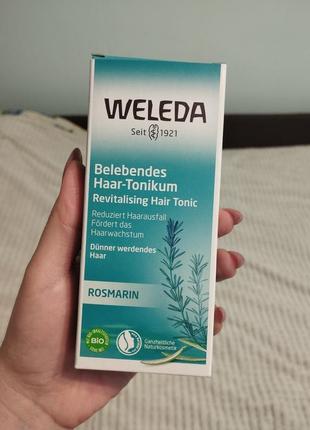 WELEDA
Seit 1921
Belebendes
Haar-Tonikum
Revitalising Hair Tonic
Reduziert Haarausfall
Fördert das
Haarwachstum
Dünner werdendes
Haar
ROSMARIN
BIO
Ganzheitliche
Naturkosmetik